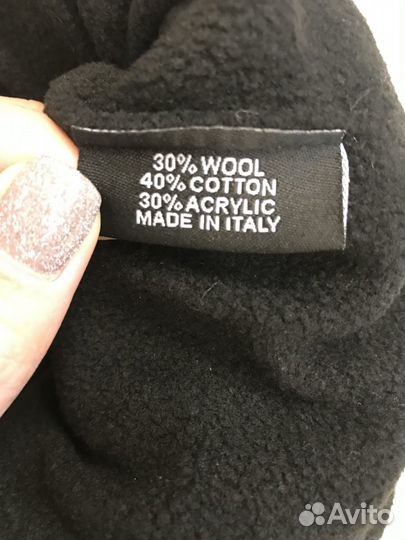 30% WOOL
40% COTTON
30% ACRYLIC
MADE IN ITALY
Avito